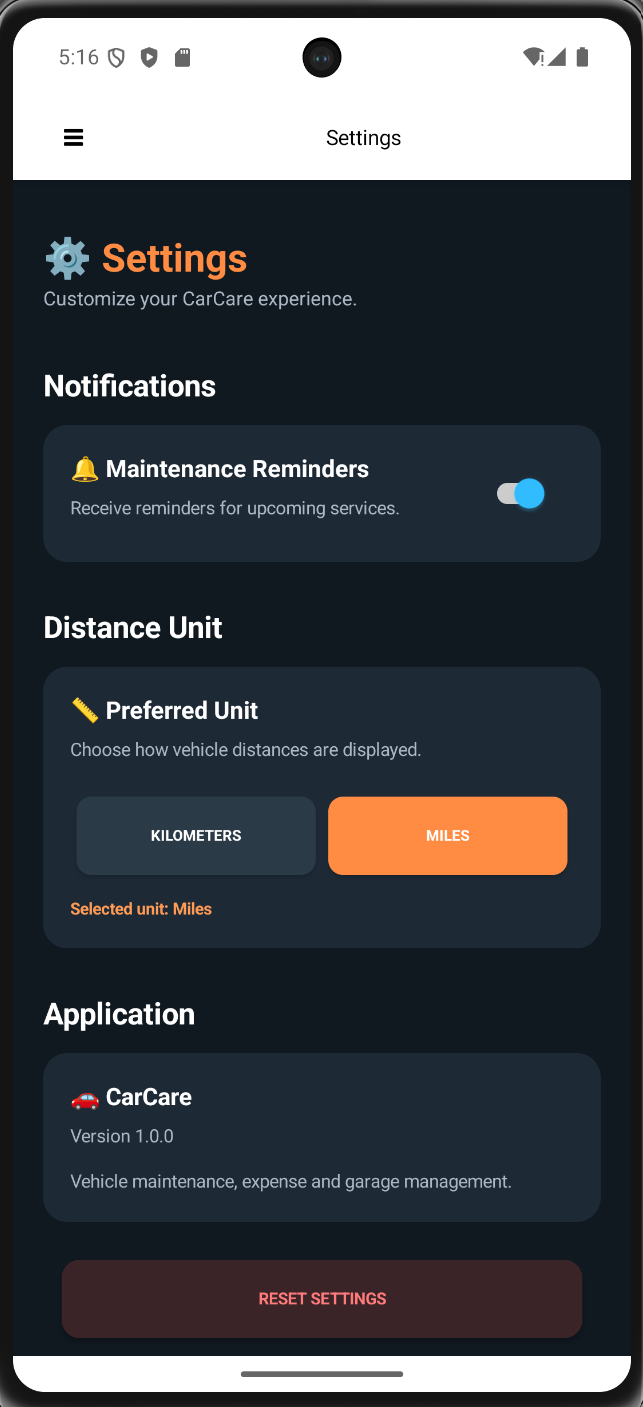 5:16
Settings
⚙️ Settings
Customize your CarCare experience.
Notifications
🔔 Maintenance Reminders
Receive reminders for upcoming services.
Distance Unit
📏 Preferred Unit
Choose how vehicle distances are displayed.
KILOMETERS
MILES
Selected unit: Miles
Application
🚗 CarCare
Version 1.0.0
Vehicle maintenance, expense and garage management.
RESET SETTINGS